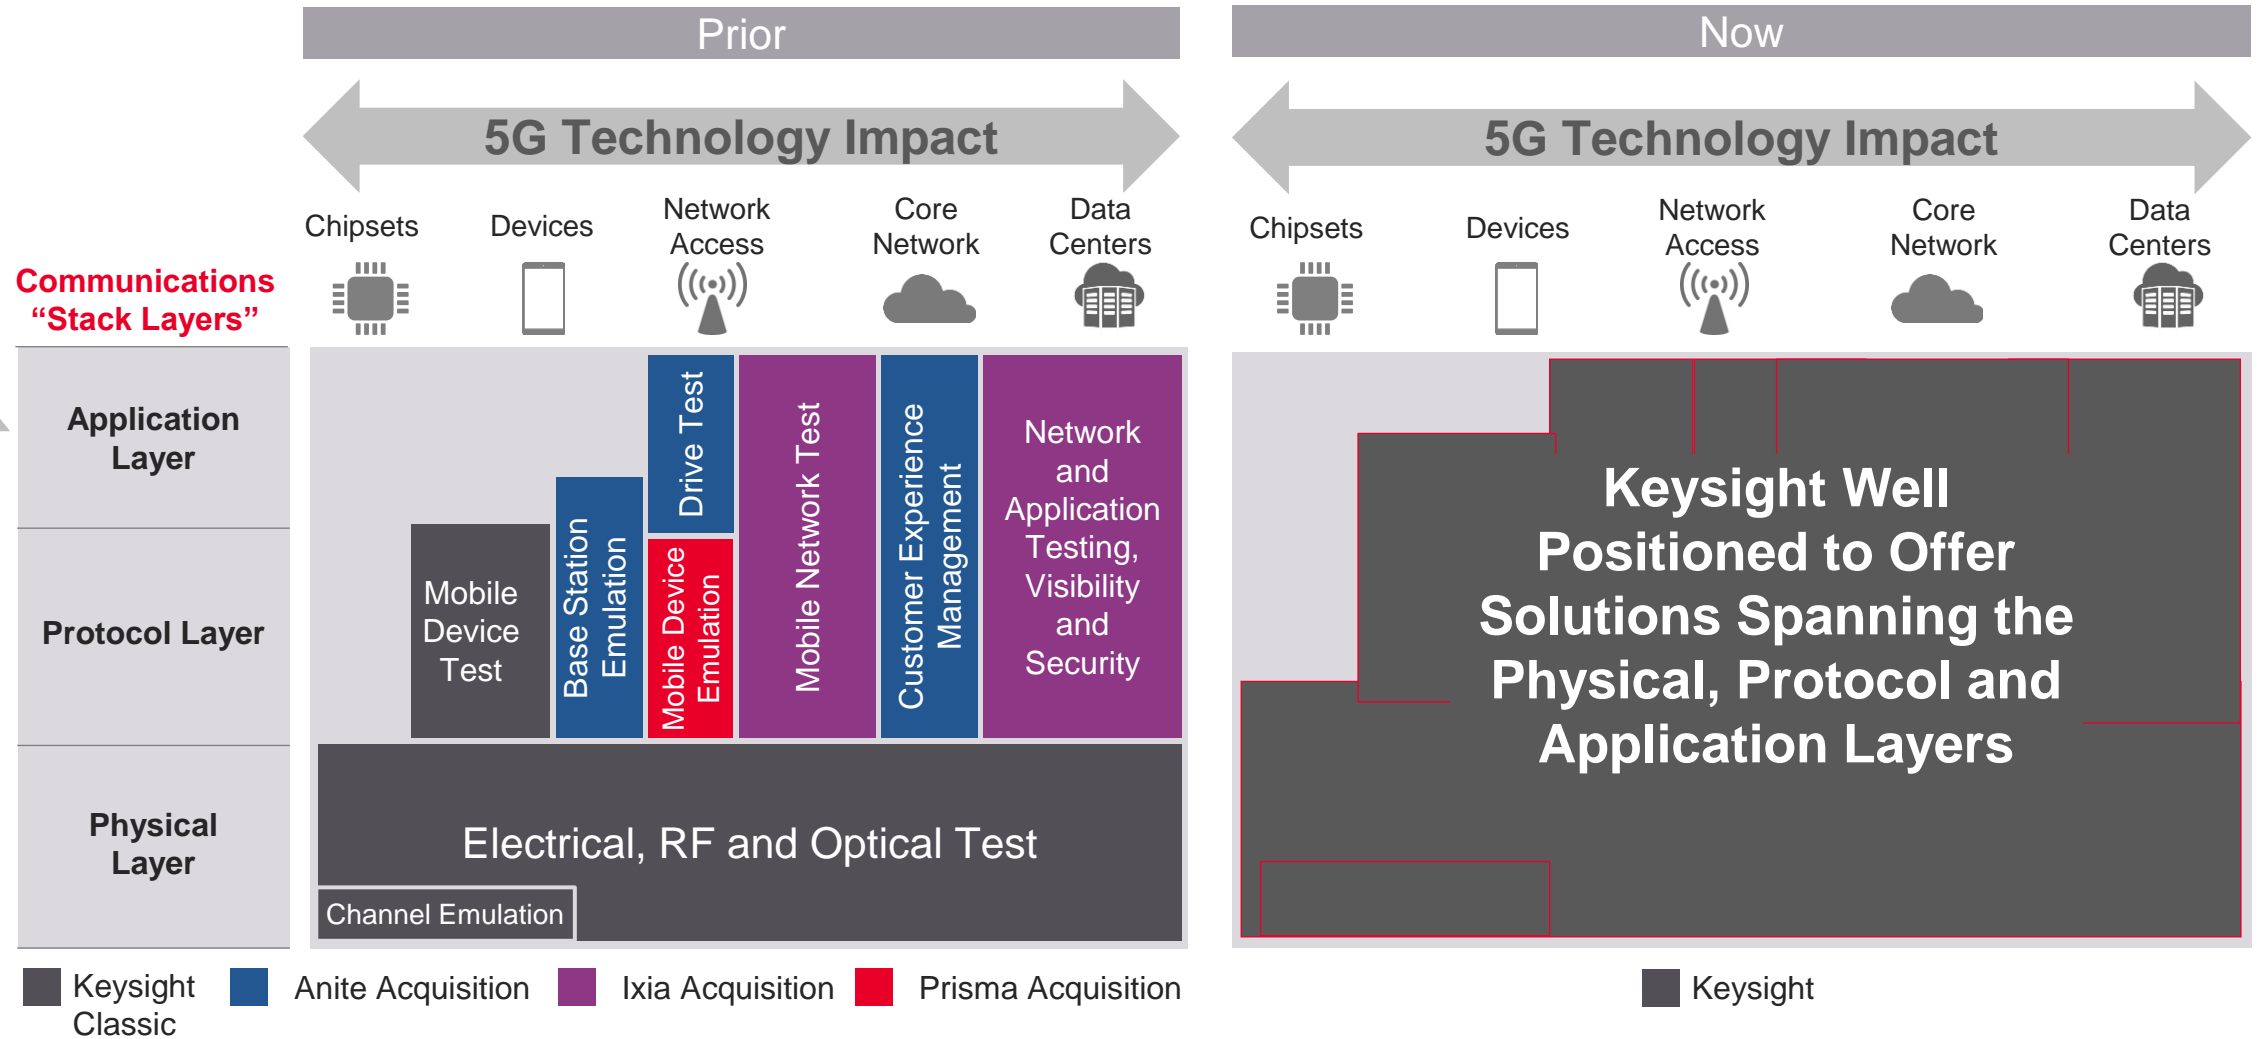 Prior
Now
5G Technology Impact
5G Technology Impact
Chipsets
Devices
Network
Access
Core
Network
Data
Centers
Chipsets
Devices
Network
Access
Core
Network
Data
Centers
Communications
“Stack Layers”
Application
Layer
Protocol Layer
Physical
Layer
Mobile
Device
Test
Base Station
Emulation
Drive Test
Mobile Device
Emulation
Mobile Network Test
Customer Experience
Management
Network
and
Application
Testing,
Visibility
and
Security
Electrical, RF and Optical Test
Channel Emulation
Keysight Well
Positioned to Offer
Solutions Spanning the
Physical, Protocol and
Application Layers
Keysight
Classic
Anite Acquisition
Ixia Acquisition
Prisma Acquisition
Keysight